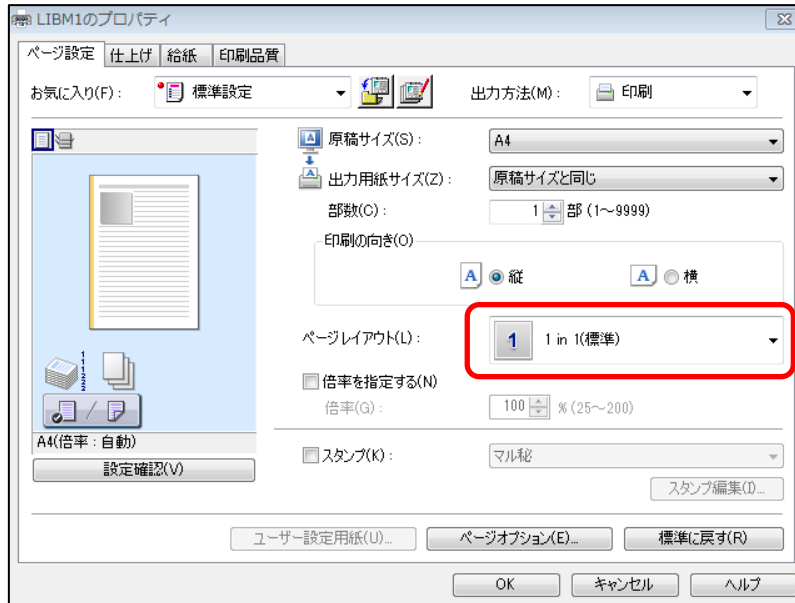 LIBM1のプロパティ
ページ設定 仕上げ 給紙 印刷品質
お気に入り(F): 標準設定 出力方法(M): 印刷
原稿サイズ(S): A4
出力用紙サイズ(Z): 原稿サイズと同じ
部数(C): 1 部 (1～9999)
印刷の向き(O)
A 縦 A 横
ページレイアウト(L): 1 1 in 1(標準)
倍率を指定する(N)
倍率(G): 100 % (25～200)
A4(倍率:自動)
設定確認(V)
スタンプ(K): マル秘
スタンプ編集(I)...
ユーザー設定用紙(U)... ページオプション(E)... 標準に戻す(R)
OK キャンセル ヘルプ